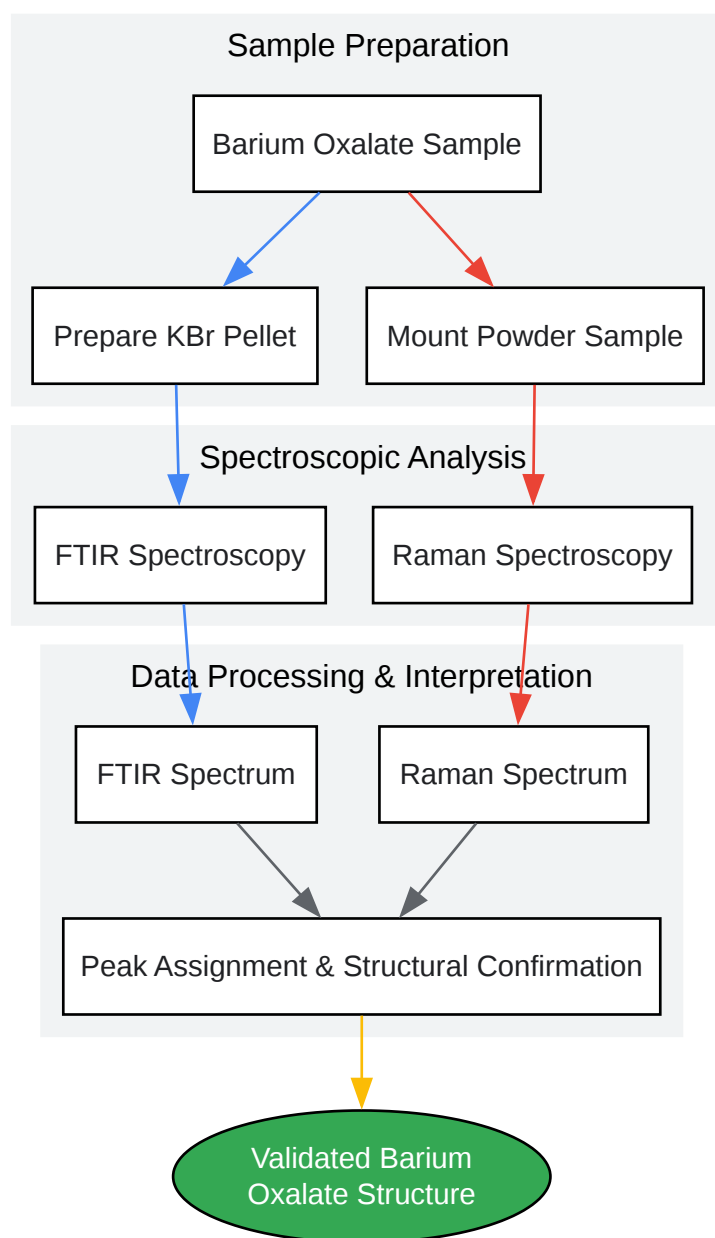 Sample Preparation
Barium Oxalate Sample
Prepare KBr Pellet
Mount Powder Sample
Spectroscopic Analysis
FTIR Spectroscopy
Raman Spectroscopy
Data Processing & Interpretation
FTIR Spectrum
Raman Spectrum
Peak Assignment & Structural Confirmation
Validated Barium
Oxalate Structure